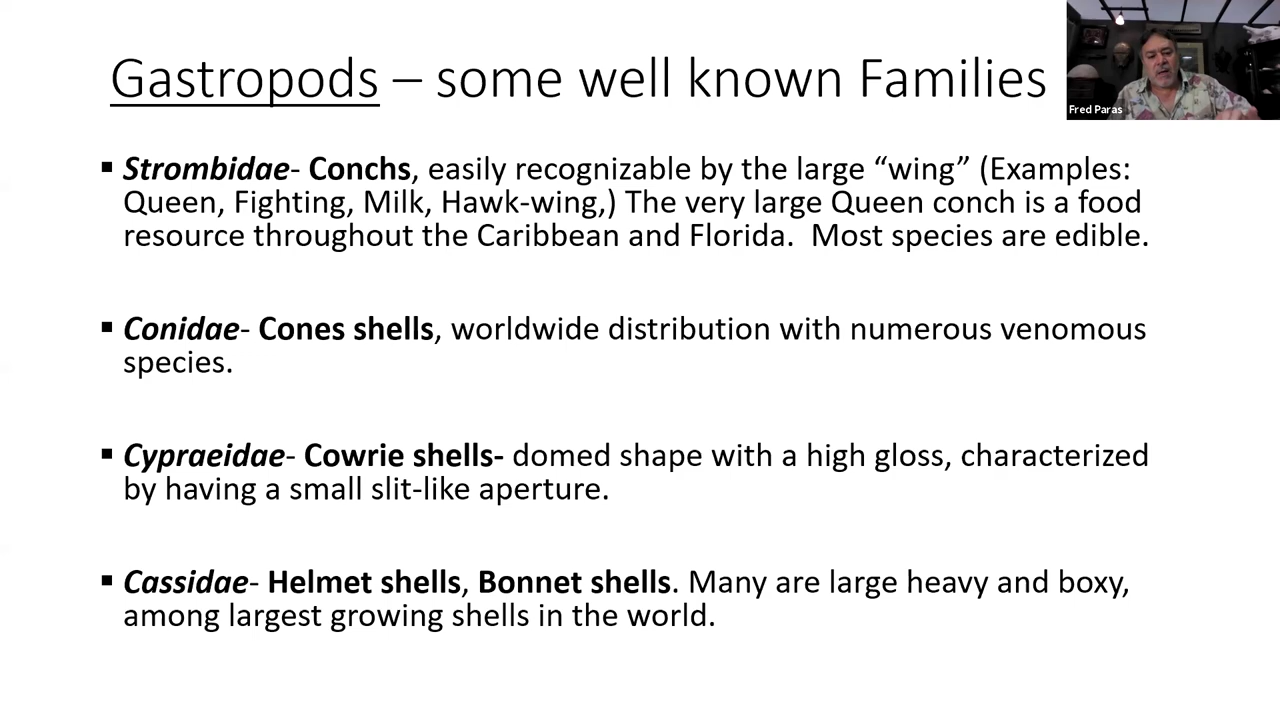 Gastropods – some well known Families
Fred Paras
▪ Strombidae- Conchs, easily recognizable by the large “wing” (Examples:
Queen, Fighting, Milk, Hawk-wing,) The very large Queen conch is a food
resource throughout the Caribbean and Florida.  Most species are edible.
▪ Conidae- Cones shells, worldwide distribution with numerous venomous
species.
▪ Cypraeidae- Cowrie shells- domed shape with a high gloss, characterized
by having a small slit-like aperture.
▪ Cassidae- Helmet shells, Bonnet shells. Many are large heavy and boxy,
among largest growing shells in the world.